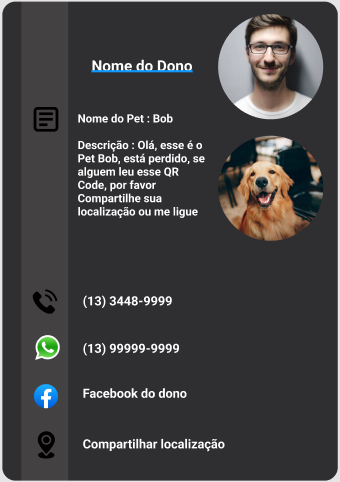 Nome do Dono
Nome do Pet : Bob
Descrição : Olá, esse é o
Pet Bob, está perdido, se
alguem leu esse QR
Code, por favor
Compartilhe sua
localização ou me ligue
(13) 3448-9999
(13) 99999-9999
Facebook do dono
Compartilhar localização